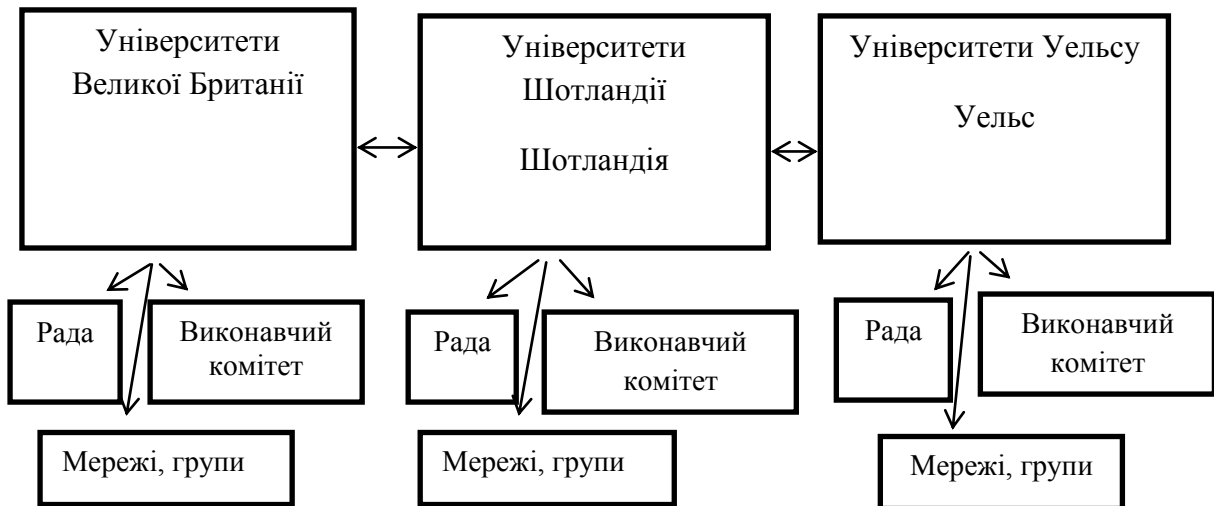 Університети
Великої Британії
Університети
Шотландії
Шотландія
Університети Уельсу
Уельс
Рада
Виконавчий
комітет
Рада
Виконавчий
комітет
Рада
Виконавчий
комітет
Мережі, групи
Мережі, групи
Мережі, групи